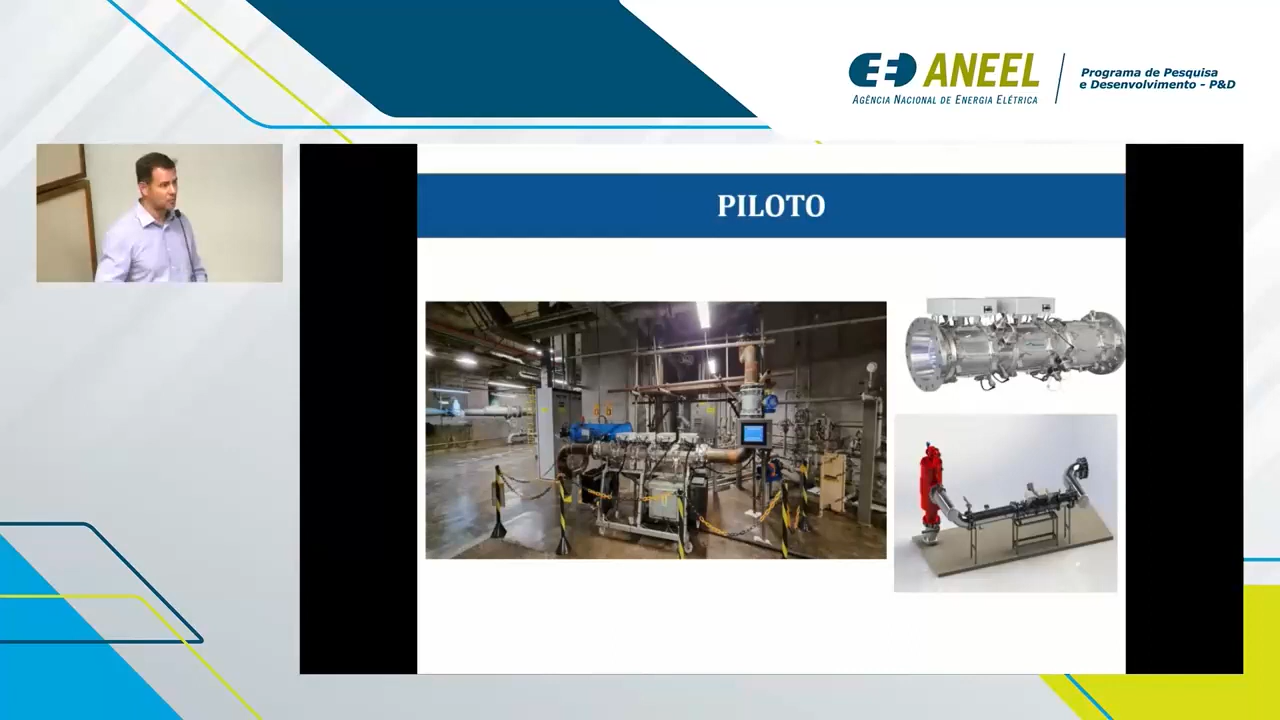 ANEEL
AGÊNCIA NACIONAL DE ENERGIA ELÉTRICA
Programa de Pesquisa
e Desenvolvimento - P&D
PILOTO